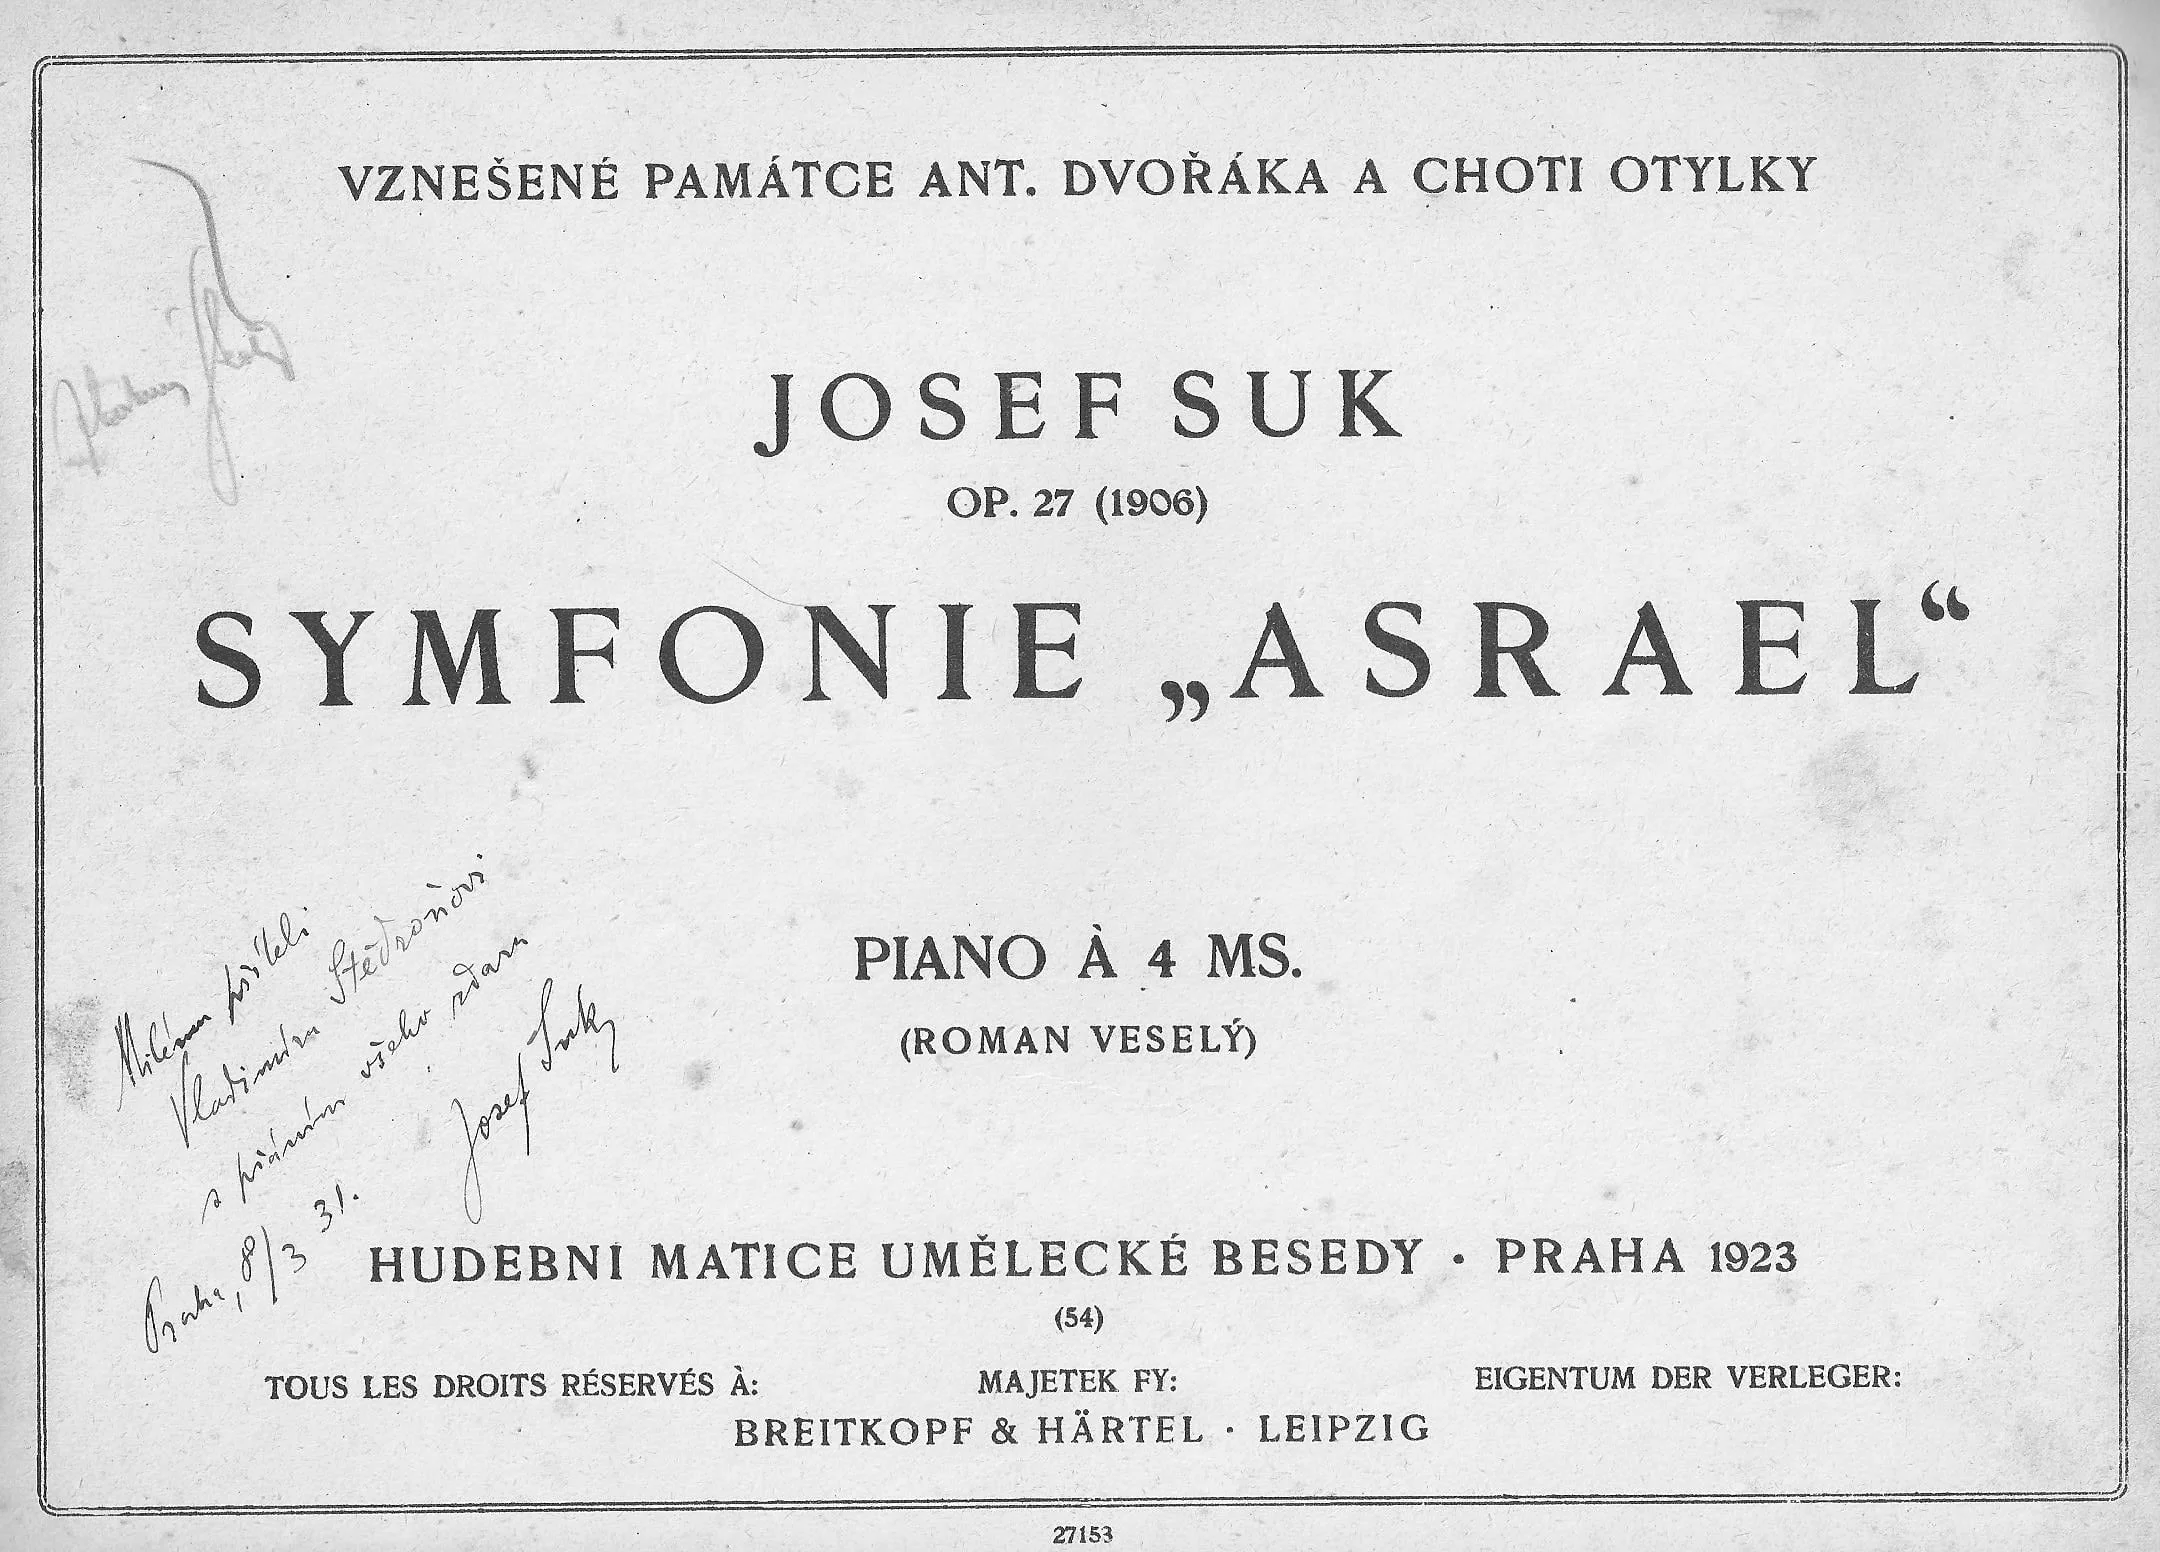 VZNEŠENÉ PAMÁTCE ANT. DVOŘÁKA A CHOTI OTYLKY
JOSEF SUK
OP. 27 (1906)
SYMFONIE „ASRAEL“
PIANO À 4 MS.
(ROMAN VESELÝ)
Milému příteli
Vladimíru Štědroňovi
s přáním všeho zdaru
Josef Suk
Praha, 8/3 31.
HUDEBNI MATICE UMĚLECKÉ BESEDY · PRAHA 1923
(54)
TOUS LES DROITS RÉSERVÉS À: MAJETEK FY: EIGENTUM DER VERLEGER:
BREITKOPF & HÄRTEL · LEIPZIG
27153